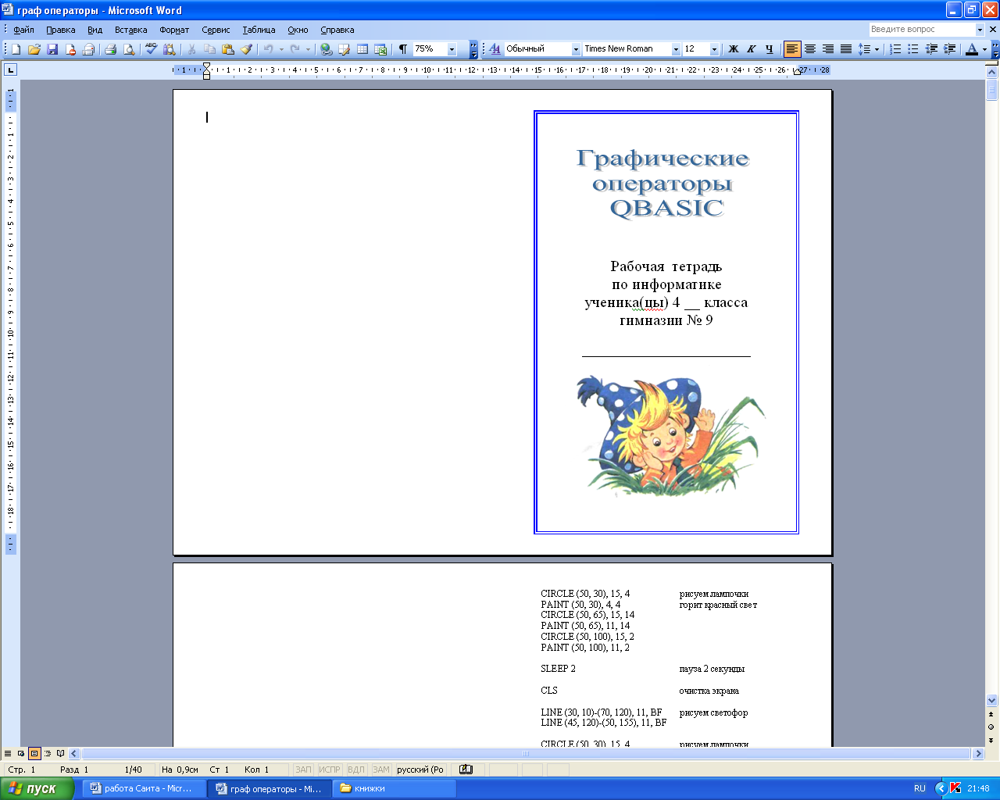 граф операторы - Microsoft Word
Файл Правка Вид Вставка Формат Сервис Таблица Окно Справка
Введите вопрос
75% Обычный Times New Roman 12 Ж К Ч
1 1 2 3 4 5 6 7 8 9 10 11 12 13 14 15 16 17 18 19 20 21 22 23 24 25 26 27 28
Графические
операторы
QBASIC
Рабочая тетрадь
по информатике
ученика(цы) 4 __ класса
гимназии № 9
CIRCLE (50, 30), 15, 4 рисуем лампочки
PAINT (50, 30), 4, 4 горит красный свет
CIRCLE (50, 65), 15, 14
PAINT (50, 65), 11, 14
CIRCLE (50, 100), 15, 2
PAINT (50, 100), 11, 2
SLEEP 2 пауза 2 секунды
CLS очистка экрана
LINE (30, 10)-(70, 120), 11, BF рисуем светофор
LINE (45, 120)-(50, 155), 11, BF
CIRCLE (50, 30), 15, 4 рисуем лампочки
Стр. 1 Разд 1 1/40 На 0,9см Ст 1 Кол 1 ЗАП ИСПР ВДЛ ЗАМ русский (Ро
пуск работа Саита - Micr... граф операторы - Mi... книжки RU 21:48